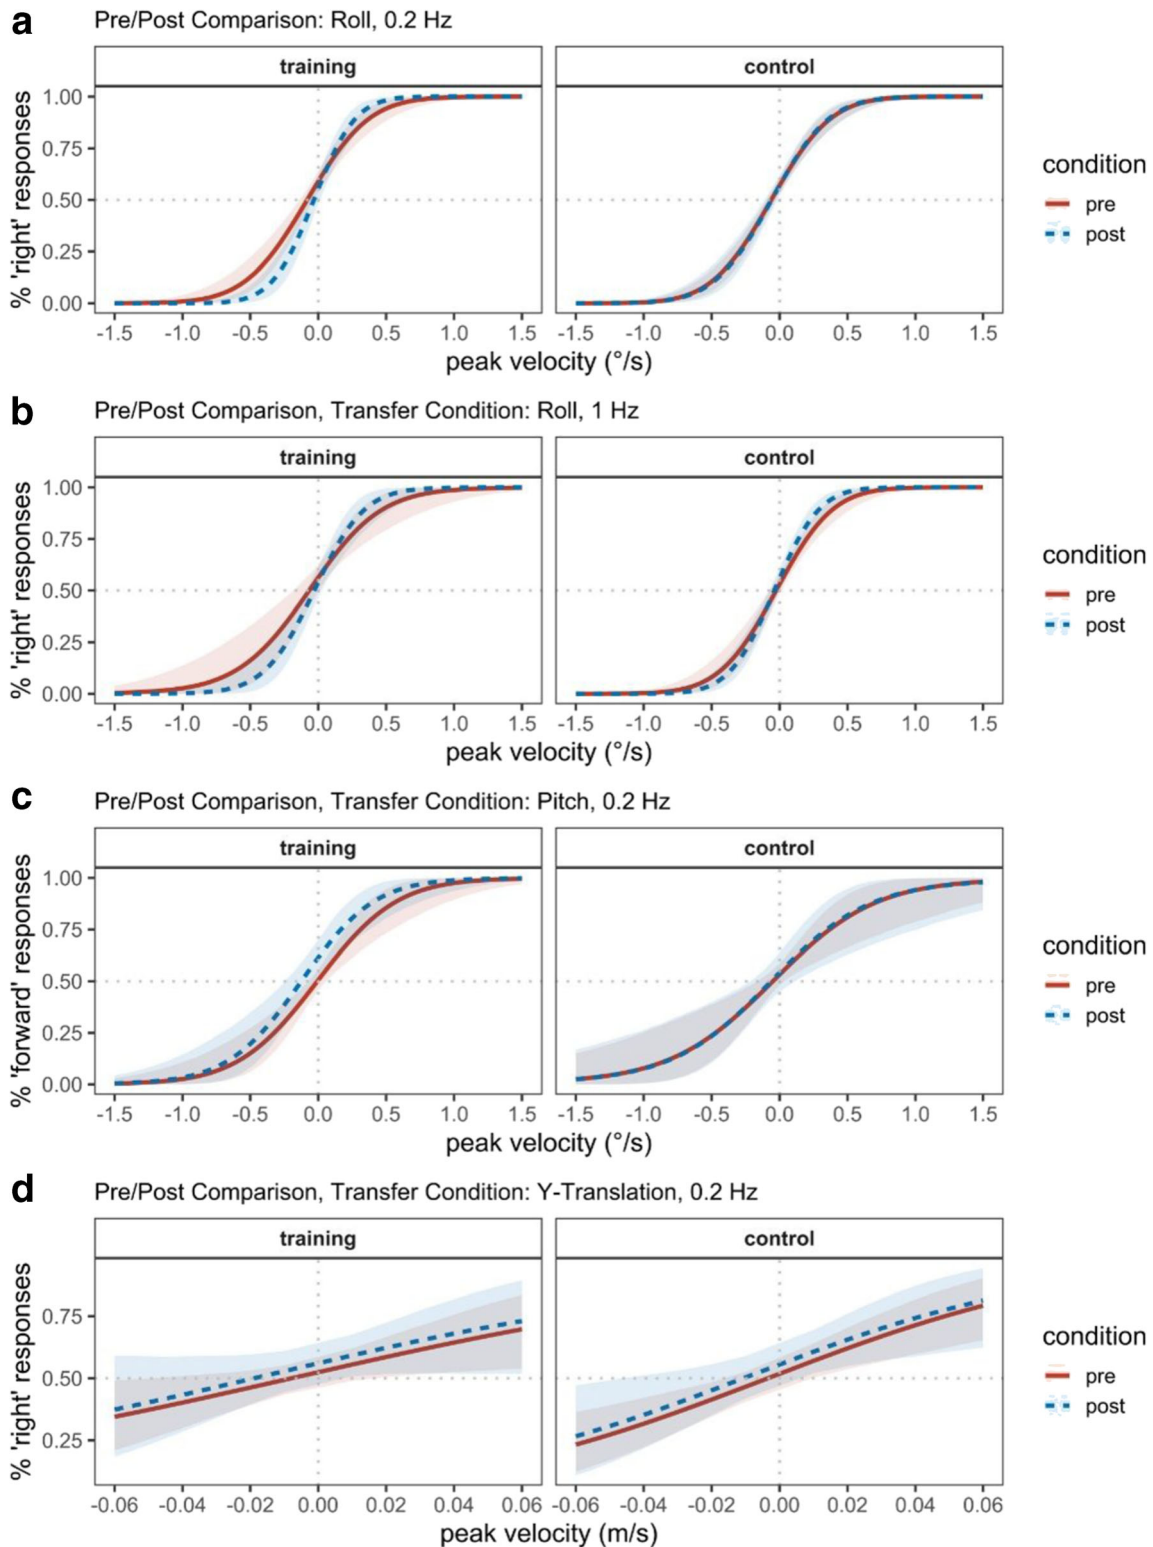 a
Pre/Post Comparison: Roll, 0.2 Hz
training
control
% 'right' responses
1.00
0.75
0.50
0.25
0.00
-1.5 -1.0 -0.5 0.0 0.5 1.0 1.5
-1.5 -1.0 -0.5 0.0 0.5 1.0 1.5
peak velocity (°/s)
condition
pre
post
b
Pre/Post Comparison, Transfer Condition: Roll, 1 Hz
training
control
% 'right' responses
1.00
0.75
0.50
0.25
0.00
-1.5 -1.0 -0.5 0.0 0.5 1.0 1.5
-1.5 -1.0 -0.5 0.0 0.5 1.0 1.5
peak velocity (°/s)
condition
pre
post
c
Pre/Post Comparison, Transfer Condition: Pitch, 0.2 Hz
training
control
% 'forward' responses
1.00
0.75
0.50
0.25
0.00
-1.5 -1.0 -0.5 0.0 0.5 1.0 1.5
-1.5 -1.0 -0.5 0.0 0.5 1.0 1.5
peak velocity (°/s)
condition
pre
post
d
Pre/Post Comparison, Transfer Condition: Y-Translation, 0.2 Hz
training
control
% 'right' responses
0.75
0.50
0.25
-0.06 -0.04 -0.02 0.00 0.02 0.04 0.06
-0.06 -0.04 -0.02 0.00 0.02 0.04 0.06
peak velocity (m/s)
condition
pre
post